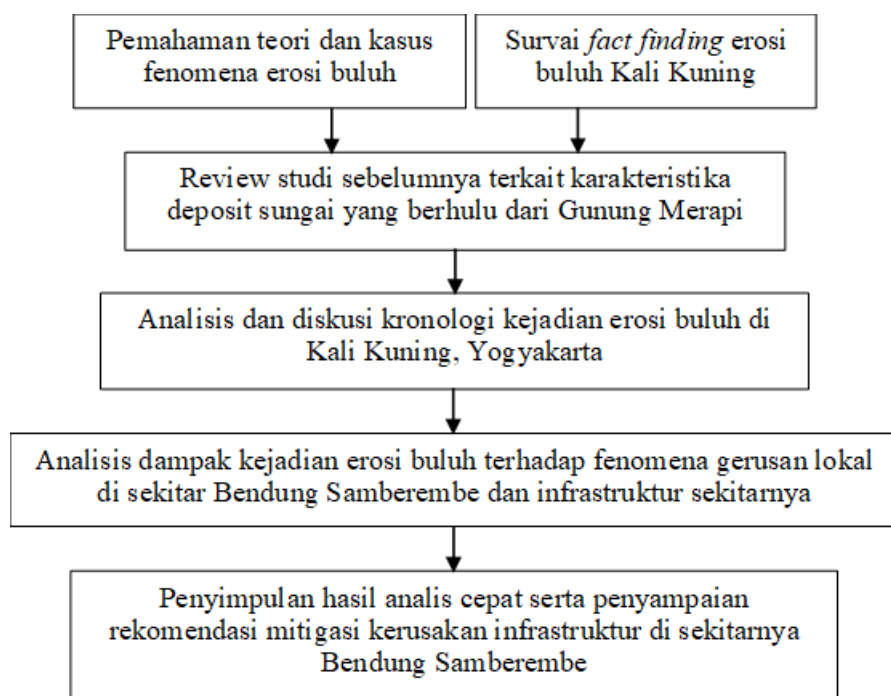 Pemahaman teori dan kasus
fenomena erosi buluh
Survai fact finding erosi
buluh Kali Kuning
Review studi sebelumnya terkait karakteristika
deposit sungai yang berhulu dari Gunung Merapi
Analisis dan diskusi kronologi kejadian erosi buluh di
Kali Kuning, Yogyakarta
Analisis dampak kejadian erosi buluh terhadap fenomena gerusan lokal
di sekitar Bendung Samberembe dan infrastruktur sekitarnya
Penyimpulan hasil analis cepat serta penyampaian
rekomendasi mitigasi kerusakan infrastruktur di sekitarnya
Bendung Samberembe